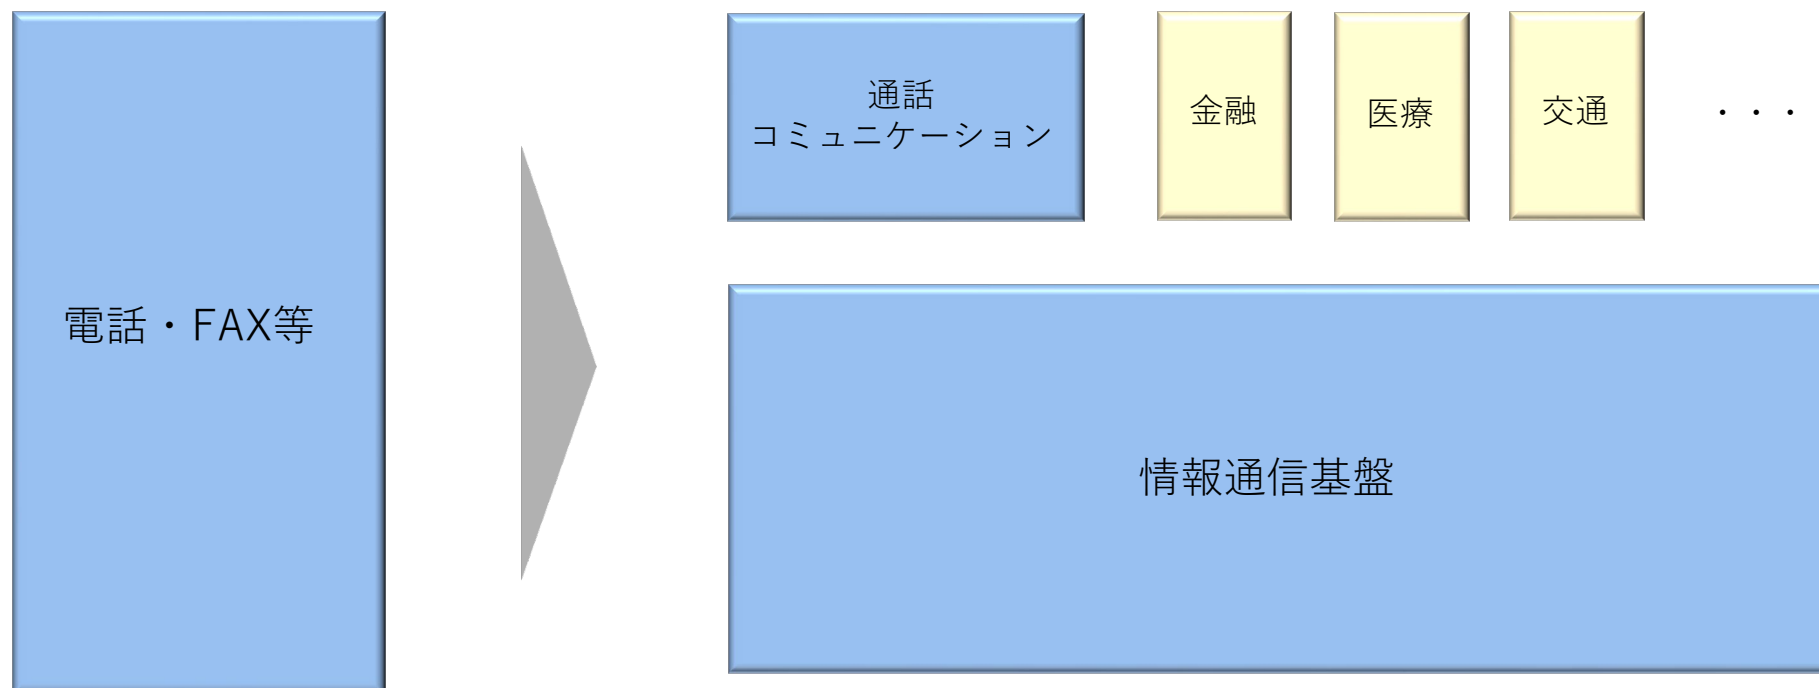 電話・FAX等
通話
コミュニケーション
金融
医療
交通
・・・
情報通信基盤